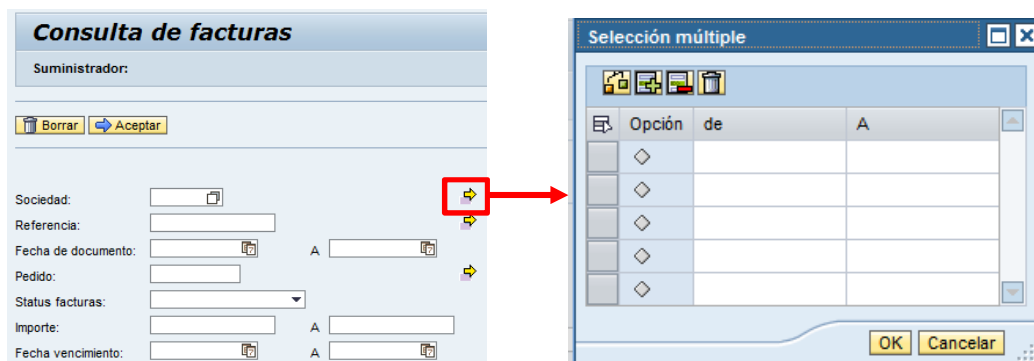 Consulta de facturas
Suministrador:
Borrar Aceptar
Sociedad:
Referencia:
Fecha de documento: A
Pedido:
Status facturas:
Importe: A
Fecha vencimiento: A
Selección múltiple
Opción de A
OK Cancelar